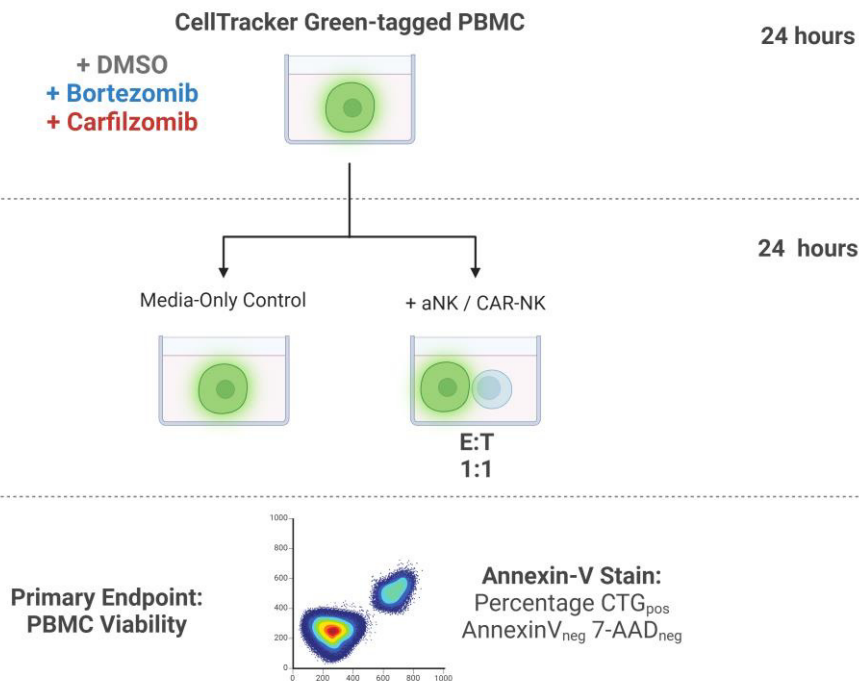 CellTracker Green-tagged PBMC
24 hours
+ DMSO
+ Bortezomib
+ Carfilzomib
24 hours
Media-Only Control
+ aNK / CAR-NK
E:T
1:1
1000
800
600
400
200
0
0 200 400 600 800 1000
Primary Endpoint:
PBMC Viability
Annexin-V Stain:
Percentage CTGpos
AnnexinVneg 7-AADneg